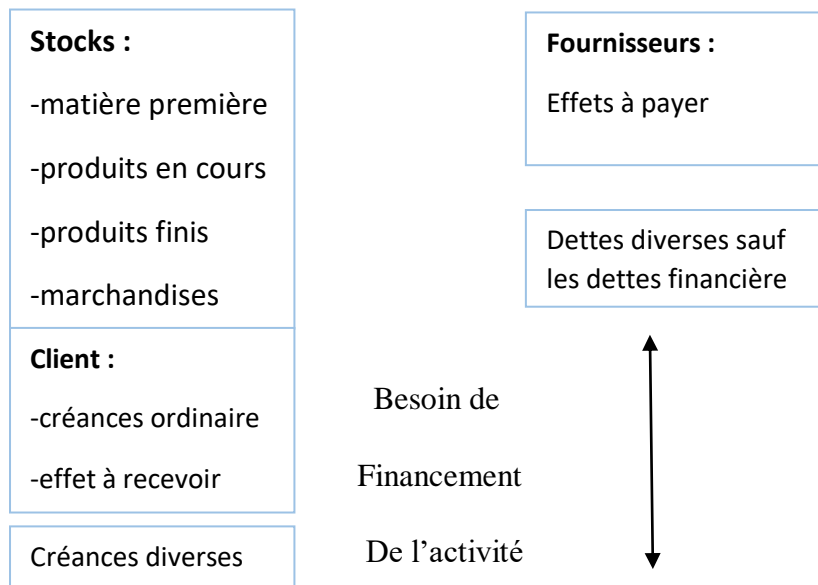 Stocks :
-matière première
-produits en cours
-produits finis
-marchandises
Client :
-créances ordinaire
-effet à recevoir
Créances diverses
Besoin de
Financement
De l’activité
Fournisseurs :
Effets à payer
Dettes diverses sauf
les dettes financière